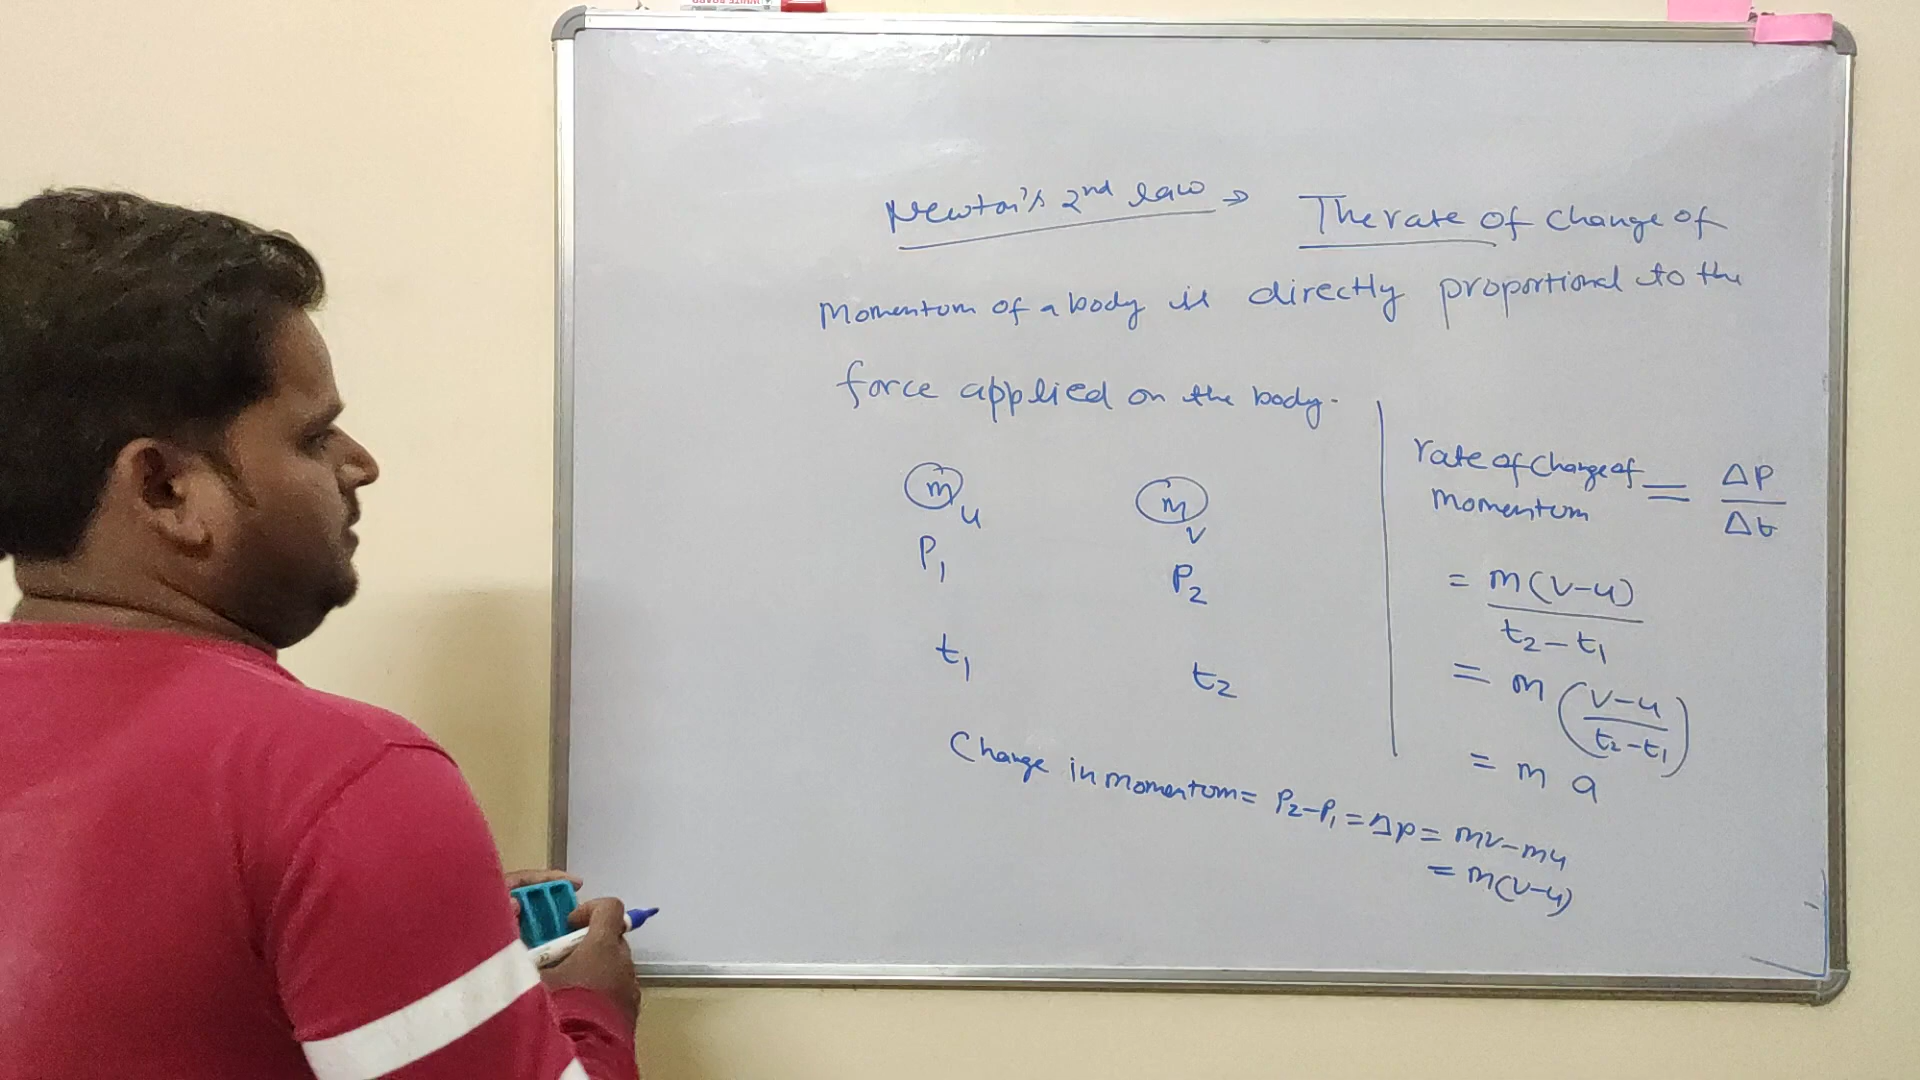 WHITE BOARD
Newton's 2nd law → The rate of change of
momentum of a body is directly proportional to the
force applied on the body.
m u m v
P₁ P₂
t₁ t₂
Change in momentum = P₂-P₁ = ΔP = mv-mu
= m(v-u)
rate of change of
momentum = ΔP/Δt
= m(v-u)/t₂-t₁
= m (v-u/t₂-t₁)
= m a